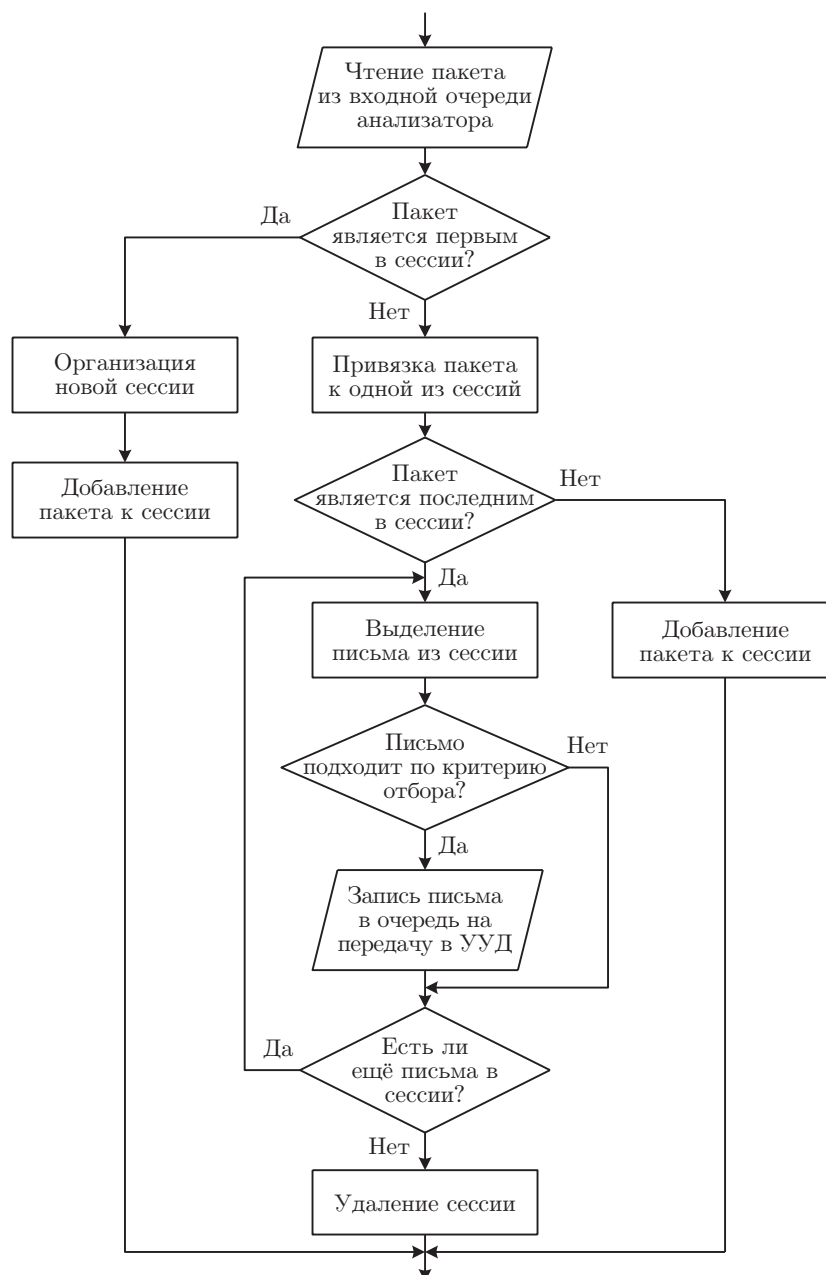 Чтение пакета
из входной очереди
анализатора
Да
Пакет
является первым
в сессии?
Нет
Организация
новой сессии
Привязка пакета
к одной из сессий
Добавление
пакета к сессии
Пакет
является последним
в сессии?
Нет
Да
Выделение
письма из сессии
Добавление
пакета к сессии
Письмо
подходит по критерию
отбора?
Нет
Да
Запись письма
в очередь на
передачу в УУД
Да
Есть ли
ещё письма в
сессии?
Нет
Удаление сессии